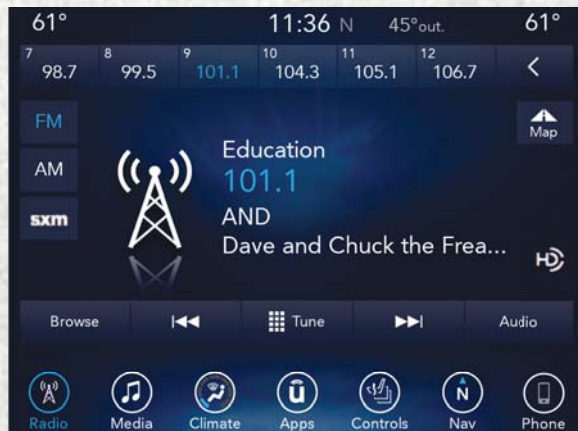 61° 11:36 N 45°out. 61°
7 98.7 8 99.5 9 101.1 10 104.3 11 105.1 12 106.7
FM
Map
AM
sxm
Education
101.1
AND
Dave and Chuck the Frea...
HD
Browse Tune Audio
N
Radio Media Climate Apps Controls Nav Phone